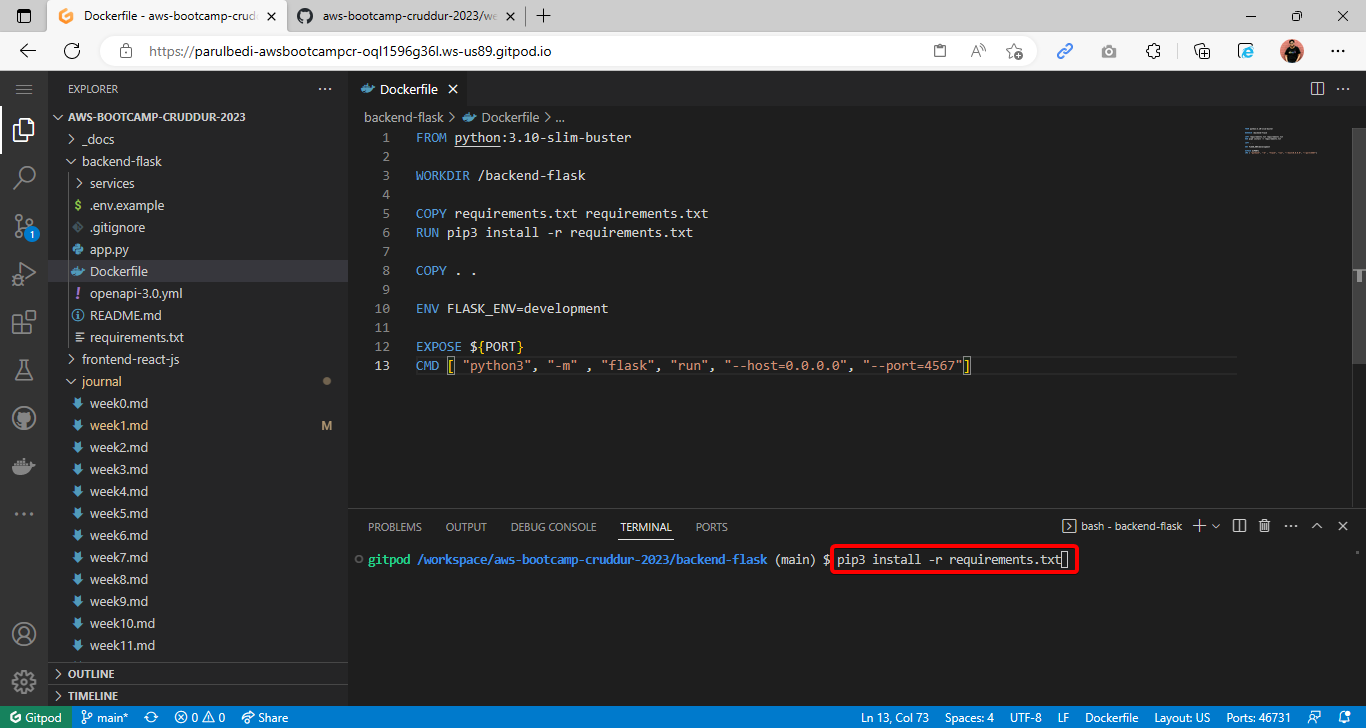 Dockerfile - aws-bootcamp-crudd
aws-bootcamp-cruddur-2023/we
https://parulbedi-awsbootcampcr-oql1596g36l.ws-us89.gitpod.io
EXPLORER
AWS-BOOTCAMP-CRUDDUR-2023
_docs
backend-flask
services
$ .env.example
.gitignore
app.py
Dockerfile
! openapi-3.0.yml
README.md
requirements.txt
frontend-react-js
journal
week0.md
week1.md M
week2.md
week3.md
week4.md
week5.md
week6.md
week7.md
week8.md
week9.md
week10.md
week11.md
OUTLINE
TIMELINE
1
Dockerfile
backend-flask > Dockerfile > ...
1 FROM python:3.10-slim-buster
2
3 WORKDIR /backend-flask
4
5 COPY requirements.txt requirements.txt
6 RUN pip3 install -r requirements.txt
7
8 COPY . .
9
10 ENV FLASK_ENV=development
11
12 EXPOSE ${PORT}
13 CMD [ "python3", "-m" , "flask", "run", "--host=0.0.0.0", "--port=4567"]
PROBLEMS OUTPUT DEBUG CONSOLE TERMINAL PORTS
bash - backend-flask
gitpod /workspace/aws-bootcamp-cruddur-2023/backend-flask (main) $ pip3 install -r requirements.txt
Gitpod main* 0 0 Share Ln 13, Col 73 Spaces: 4 UTF-8 LF Dockerfile Layout: US Ports: 46731